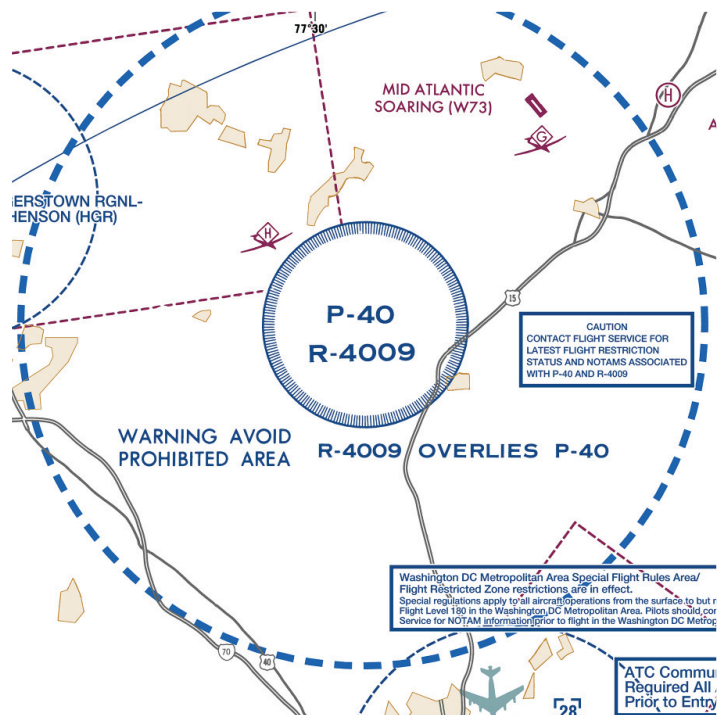 77°30'
MID ATLANTIC
SOARING (W73)
H
G
ERSTOWN RGNL-
HENSON (HGR)
H
P-40
R-4009
15
CAUTION
CONTACT FLIGHT SERVICE FOR
LATEST FLIGHT RESTRICTION
STATUS AND NOTAMS ASSOCIATED
WITH P-40 AND R-4009
WARNING AVOID
PROHIBITED AREA
R-4009 OVERLIES P-40
Washington DC Metropolitan Area Special Flight Rules Area/
Flight Restricted Zone restrictions are in effect.
Special regulations apply to all aircraft operations from the surface to but
Flight Level 180 in the Washington DC Metropolitan Area. Pilots should
Service for NOTAM information prior to flight in the Washington DC
70
40
28
ATC
Required All
Prior to Entry